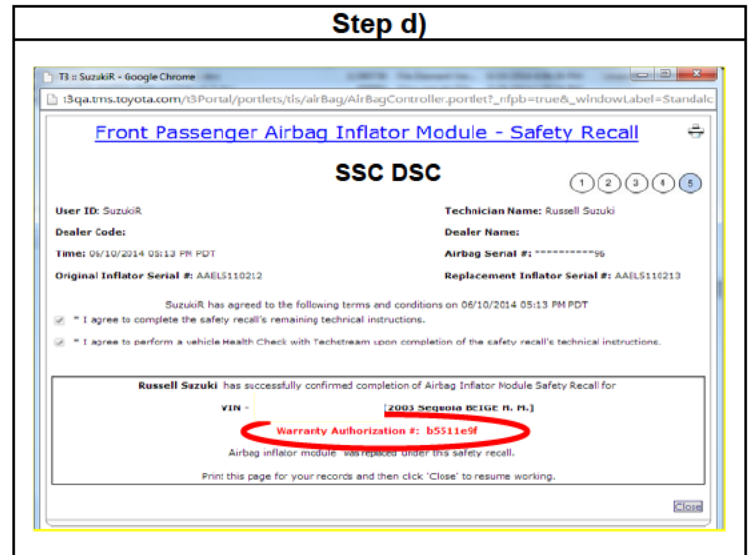 Step d)
T3 :: SuzukiR - Google Chrome
t3qa.tms.toyota.com/t3Portal/portlets/tis/airBag/AirBagController.portlet?_nfpb=true&_windowLabel=Standalc
Front Passenger Airbag Inflator Module - Safety Recall
SSC DSC
1 2 3 4 5
User ID: SuzukiR Technician Name: Russell Suzuki
Dealer Code: Dealer Name:
Time: 06/10/2014 05:13 PM PDT Airbag Serial #: **********96
Original Inflator Serial #: AAELS110212 Replacement Inflator Serial #: AAELS110213
SuzukiR has agreed to the following terms and conditions on 06/10/2014 05:13 PM PDT
* I agree to complete the safety recall's remaining technical instructions.
* I agree to perform a vehicle Health Check with Techstream upon completion of the safety recall's technical instructions.
Russell Suzuki has successfully confirmed completion of Airbag Inflator Module Safety Recall for
VIN - [2003 Sequoia BEIGE M. M.]
Warranty Authorization #: b5511e9f
Airbag inflator module was replaced under this safety recall.
Print this page for your records and then click 'Close' to resume working.
Close